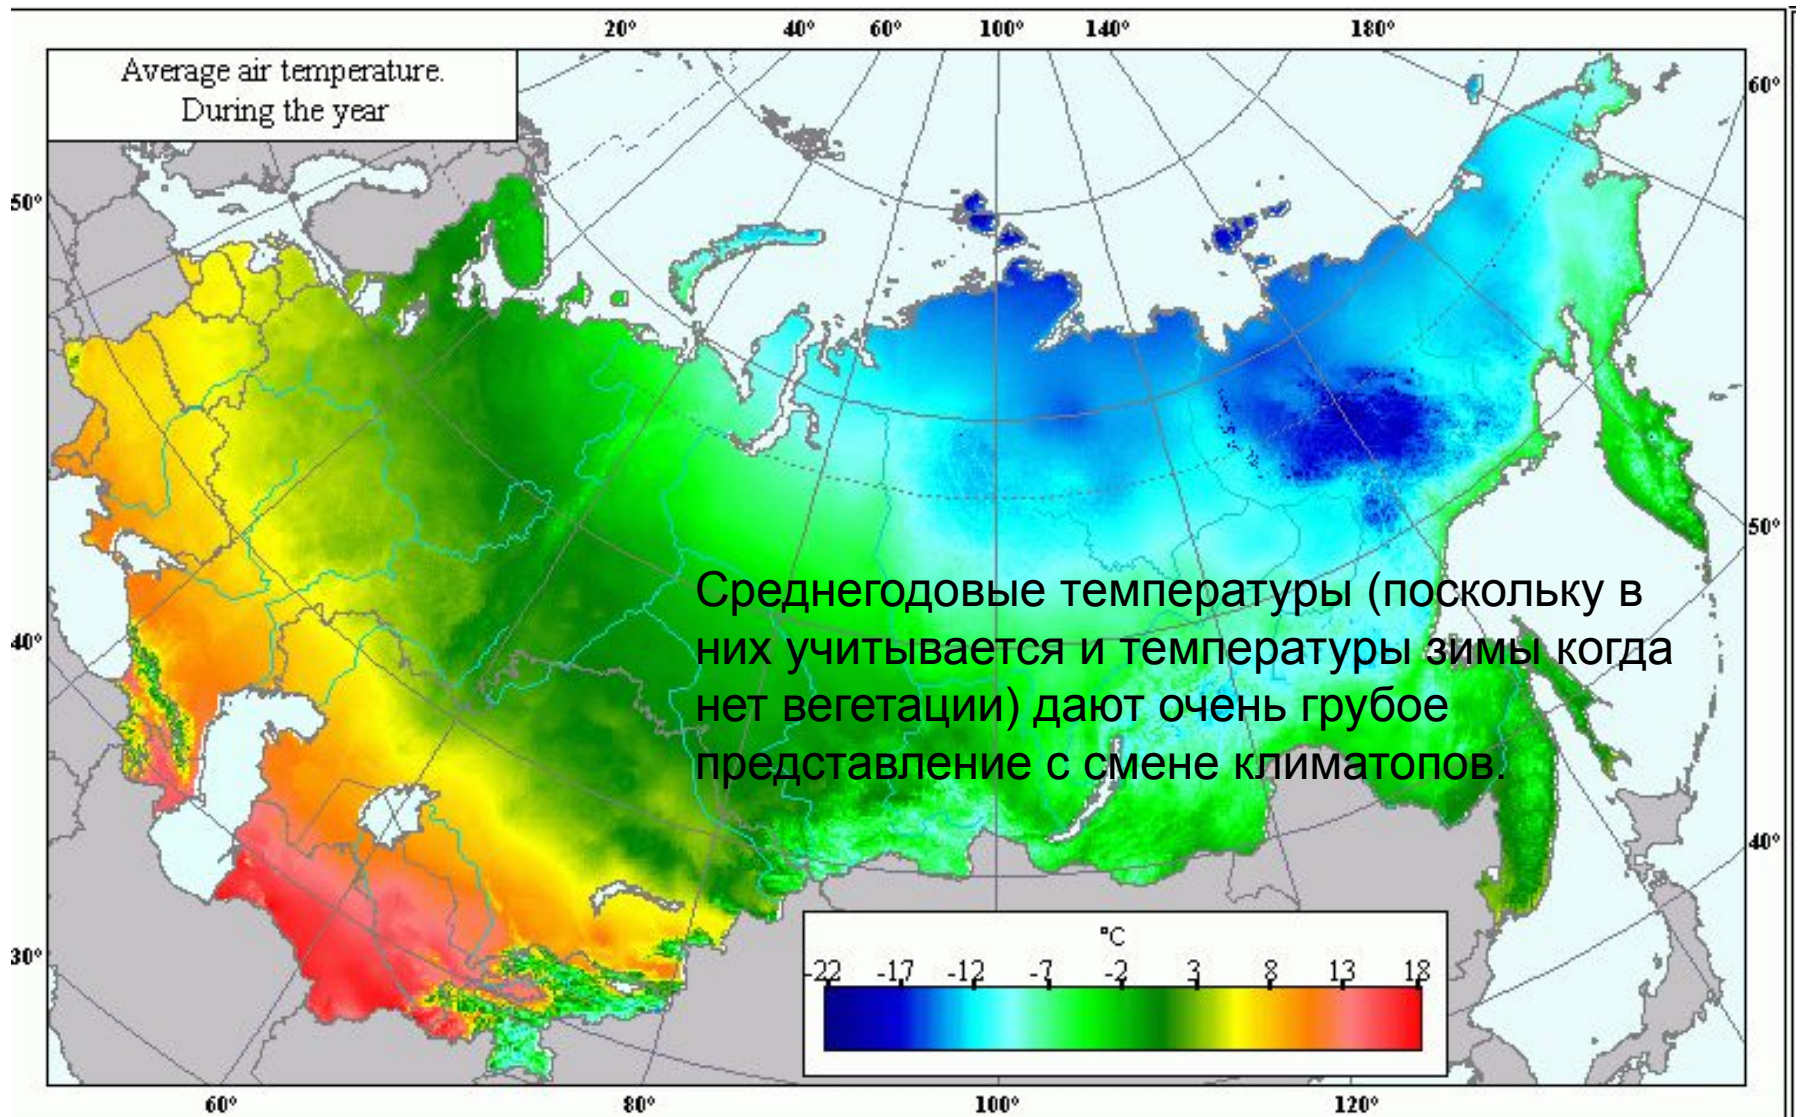 20° 40° 60° 100° 140° 180°
Average air temperature.
During the year
60°
50°
50°
40°
40°
30°
Среднегодовые температуры (поскольку в
них учитывается и температуры зимы когда
нет вегетации) дают очень грубое
представление с смене климатопов.
°C
-22 -17 -12 -7 -2 3 8 13 18
60° 80° 100° 120°